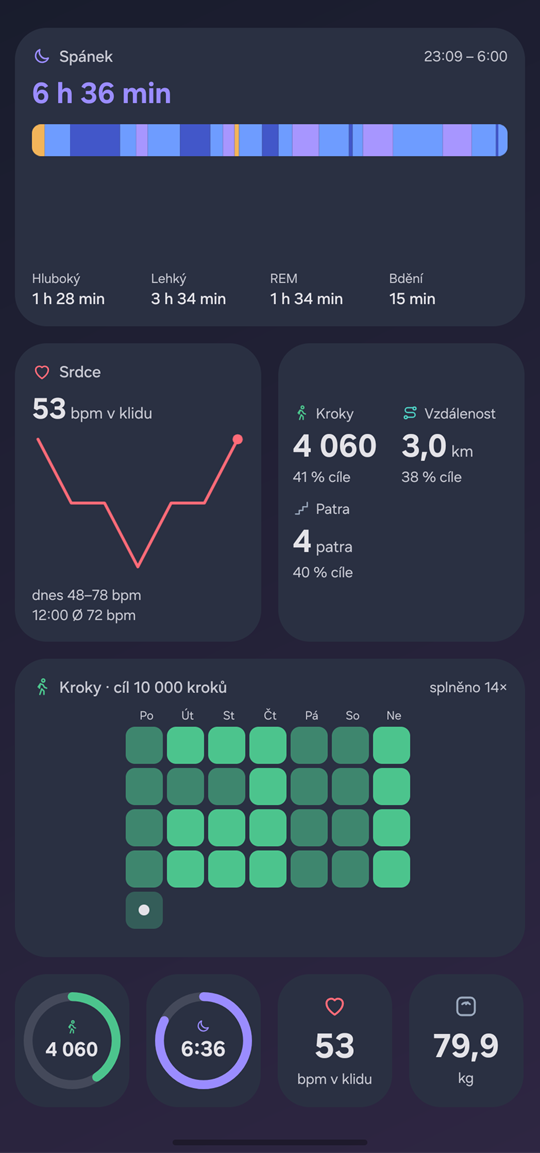 Spánek
23:09 – 6:00
6 h 36 min
Hluboký Lehký REM Bdění
1 h 28 min 3 h 34 min 1 h 34 min 15 min
Srdce
53 bpm v klidu
dnes 48–78 bpm
12:00 Ø 72 bpm
Kroky Vzdálenost
4 060 3,0 km
41 % cíle 38 % cíle
Patra
4 patra
40 % cíle
Kroky · cíl 10 000 kroků
splněno 14×
Po Út St Čt Pá So Ne
4 060
6:36
53
bpm v klidu
79,9
kg